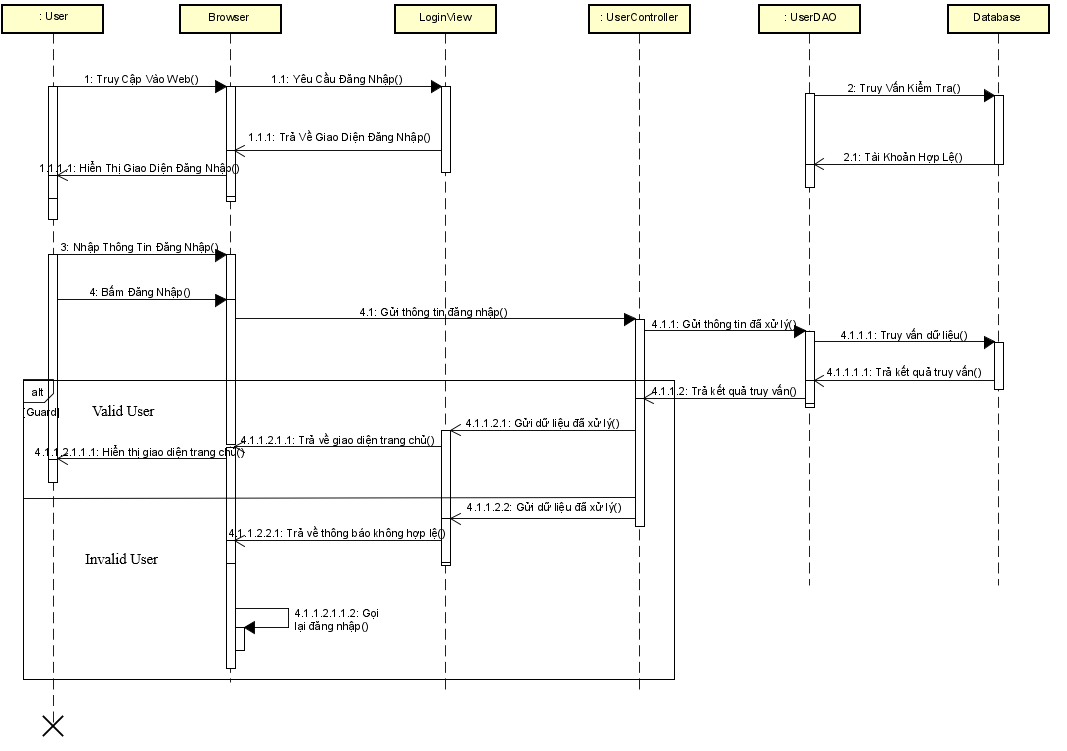 : User
Browser
LoginView
: UserController
: UserDAO
Database
1: Truy Cập Vào Web()
1.1: Yêu Cầu Đăng Nhập()
2: Truy Vấn Kiểm Tra()
1.1.1: Trả Về Giao Diện Đăng Nhập()
2.1: Tài Khoản Hợp Lệ()
1.1.1.1: Hiển Thị Giao Diện Đăng Nhập()
3: Nhập Thông Tin Đăng Nhập()
4: Bấm Đăng Nhập()
4.1: Gửi thông tin đăng nhập()
4.1.1: Gửi thông tin đã xử lý()
4.1.1.1: Truy vấn dữ liệu()
4.1.1.1.1: Trả kết quả truy vấn()
alt
4.1.1.2: Trả kết quả truy vấn()
[Guard]
Valid User
4.1.1.2.1: Gửi dữ liệu đã xử lý()
4.1.1.2.1.1: Trả về giao diện trang chủ()
4.1.1.2.1.1.1: Hiển thị giao diện trang chủ()
4.1.1.2.2: Gửi dữ liệu đã xử lý()
4.1.1.2.2.1: Trả về thông báo không hợp lệ()
Invalid User
4.1.1.2.1.1.2: Gọi
lại đăng nhập()